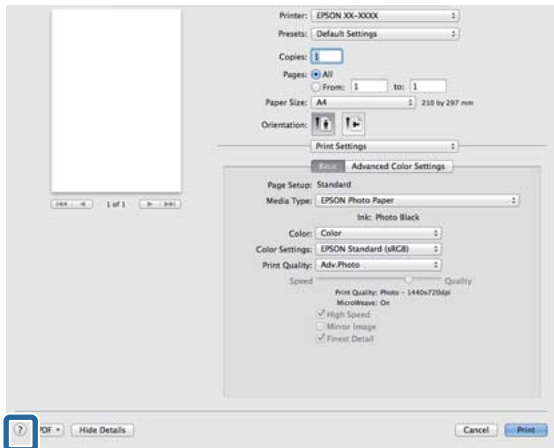 Printer: EPSON XX-XXXX
Presets: Default Settings
Copies: 1
Pages: All
From: 1 to: 1
Paper Size: A4 210 by 297 mm
Orientation:
Print Settings
Basic Advanced Color Settings
Page Setup: Standard
1 of 1 Media Type: EPSON Photo Paper
Ink: Photo Black
Color: Color
Color Settings: EPSON Standard (sRGB)
Print Quality: Adv.Photo
Speed Quality
Print Quality: Photo - 1440x720dpi
MicroWeave: On
High Speed
Mirror Image
Finest Detail
? PDF Hide Details Cancel Print